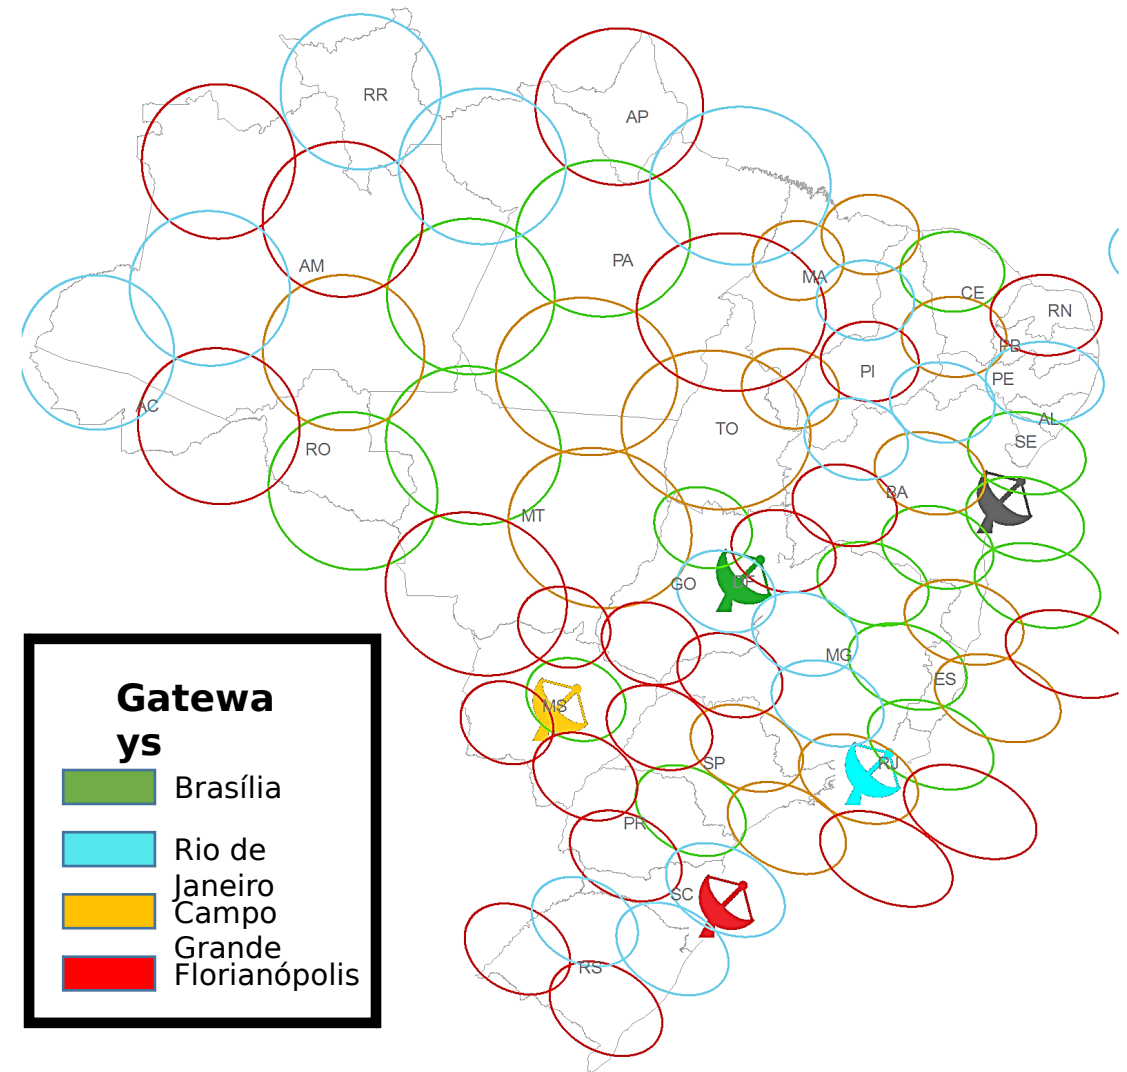 RR
AP
AM
PA
MA
CE
RN
PB
PI
PE
AC
AL
TO
SE
RO
BA
MT
GO
DF
MG
ES
MS
SP
RJ
PR
SC
RS
Gatewa
ys
Brasília
Rio de
Janeiro
Campo
Grande
Florianópolis